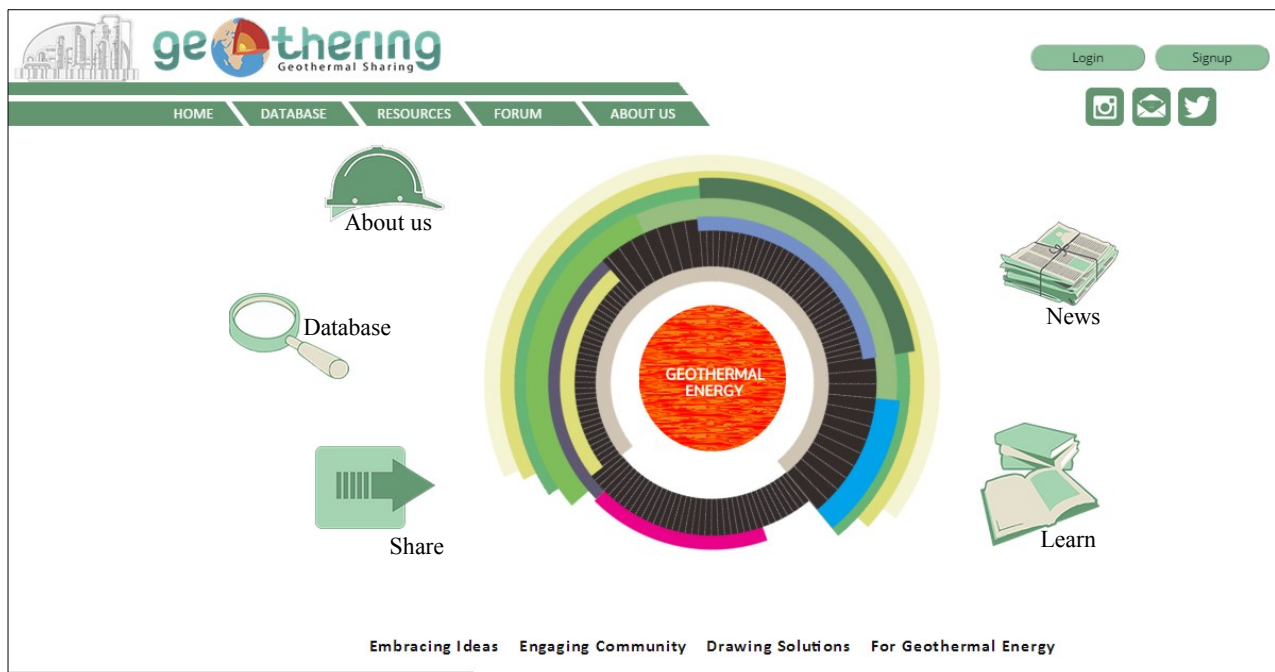 geothering
Geothermal Sharing
Login
Signup
HOME DATABASE RESOURCES FORUM ABOUT US
About us
Database
Share
GEOTHERMAL
ENERGY
News
Learn
Embracing Ideas Engaging Community Drawing Solutions For Geothermal Energy